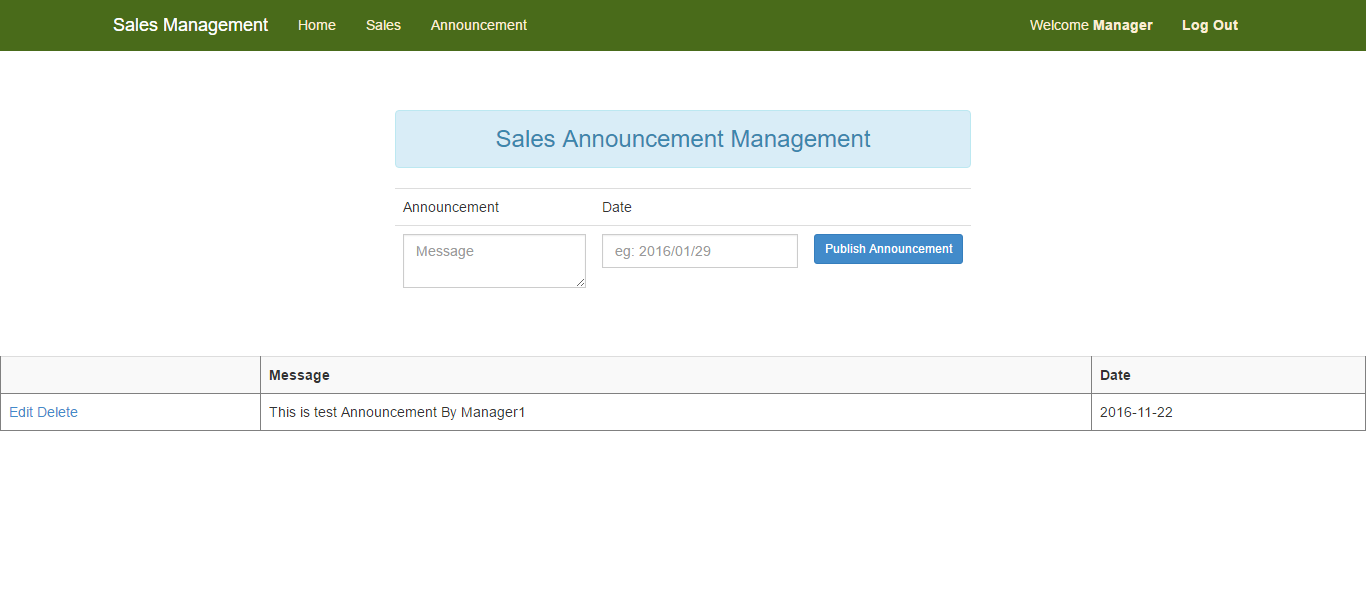 Sales Management Home Sales Announcement Welcome Manager Log Out
Sales Announcement Management
Announcement Date
Message eg: 2016/01/29 Publish Announcement
Message Date
Edit Delete This is test Announcement By Manager1 2016-11-22